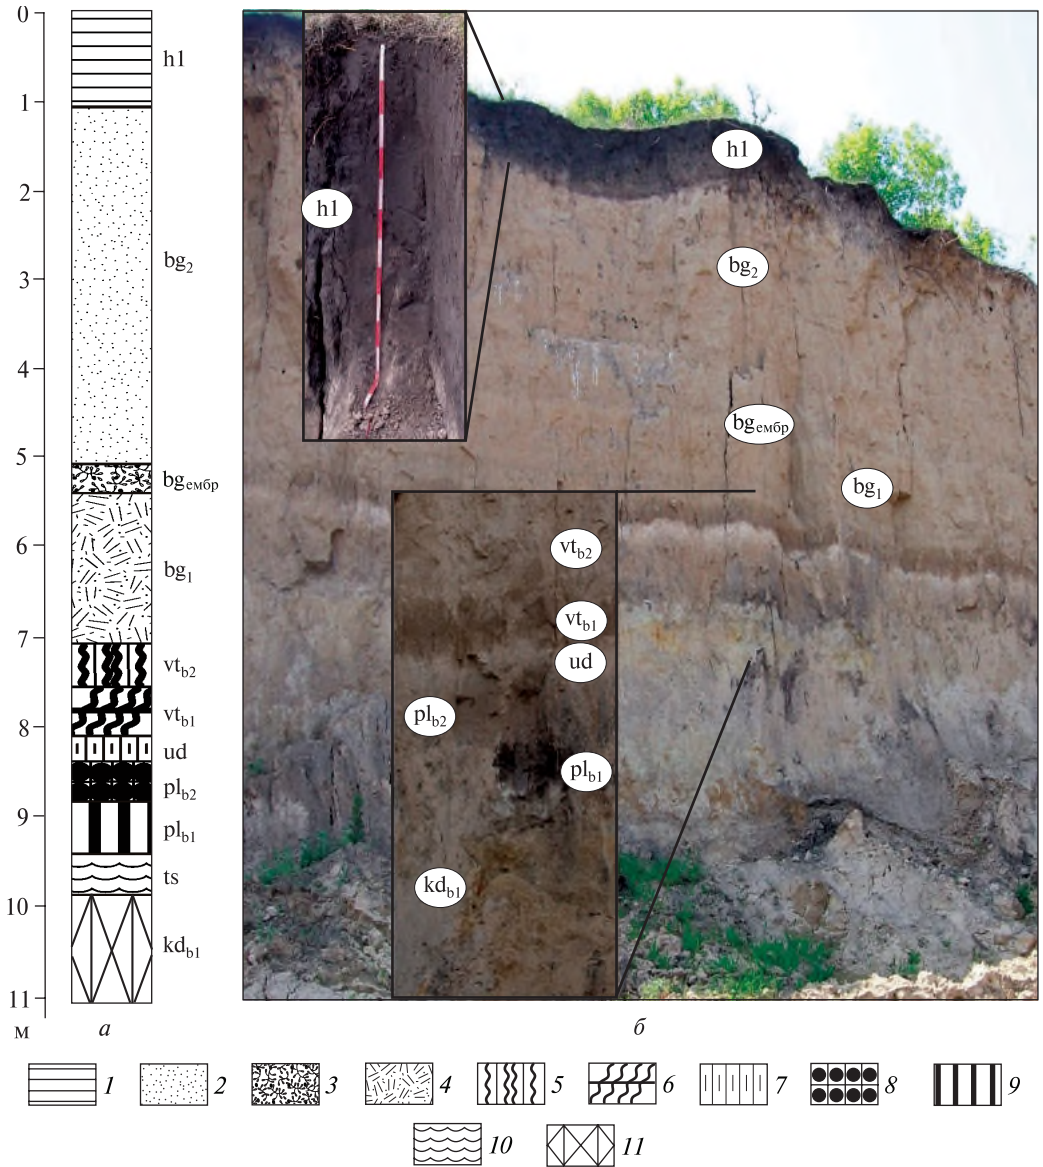 0
h1
1
2
bg2
3
4
5
bgембр
6
bg1
7
vtb2
vtb1
8
ud
plb2
9
plb1
ts
10
kdb1
11
м
а
h1
h1
bg2
bgембр
bg1
vtb2
vtb1
ud
plb2
plb1
kdb1
б
1 2 3 4 5 6 7 8 9
10 11